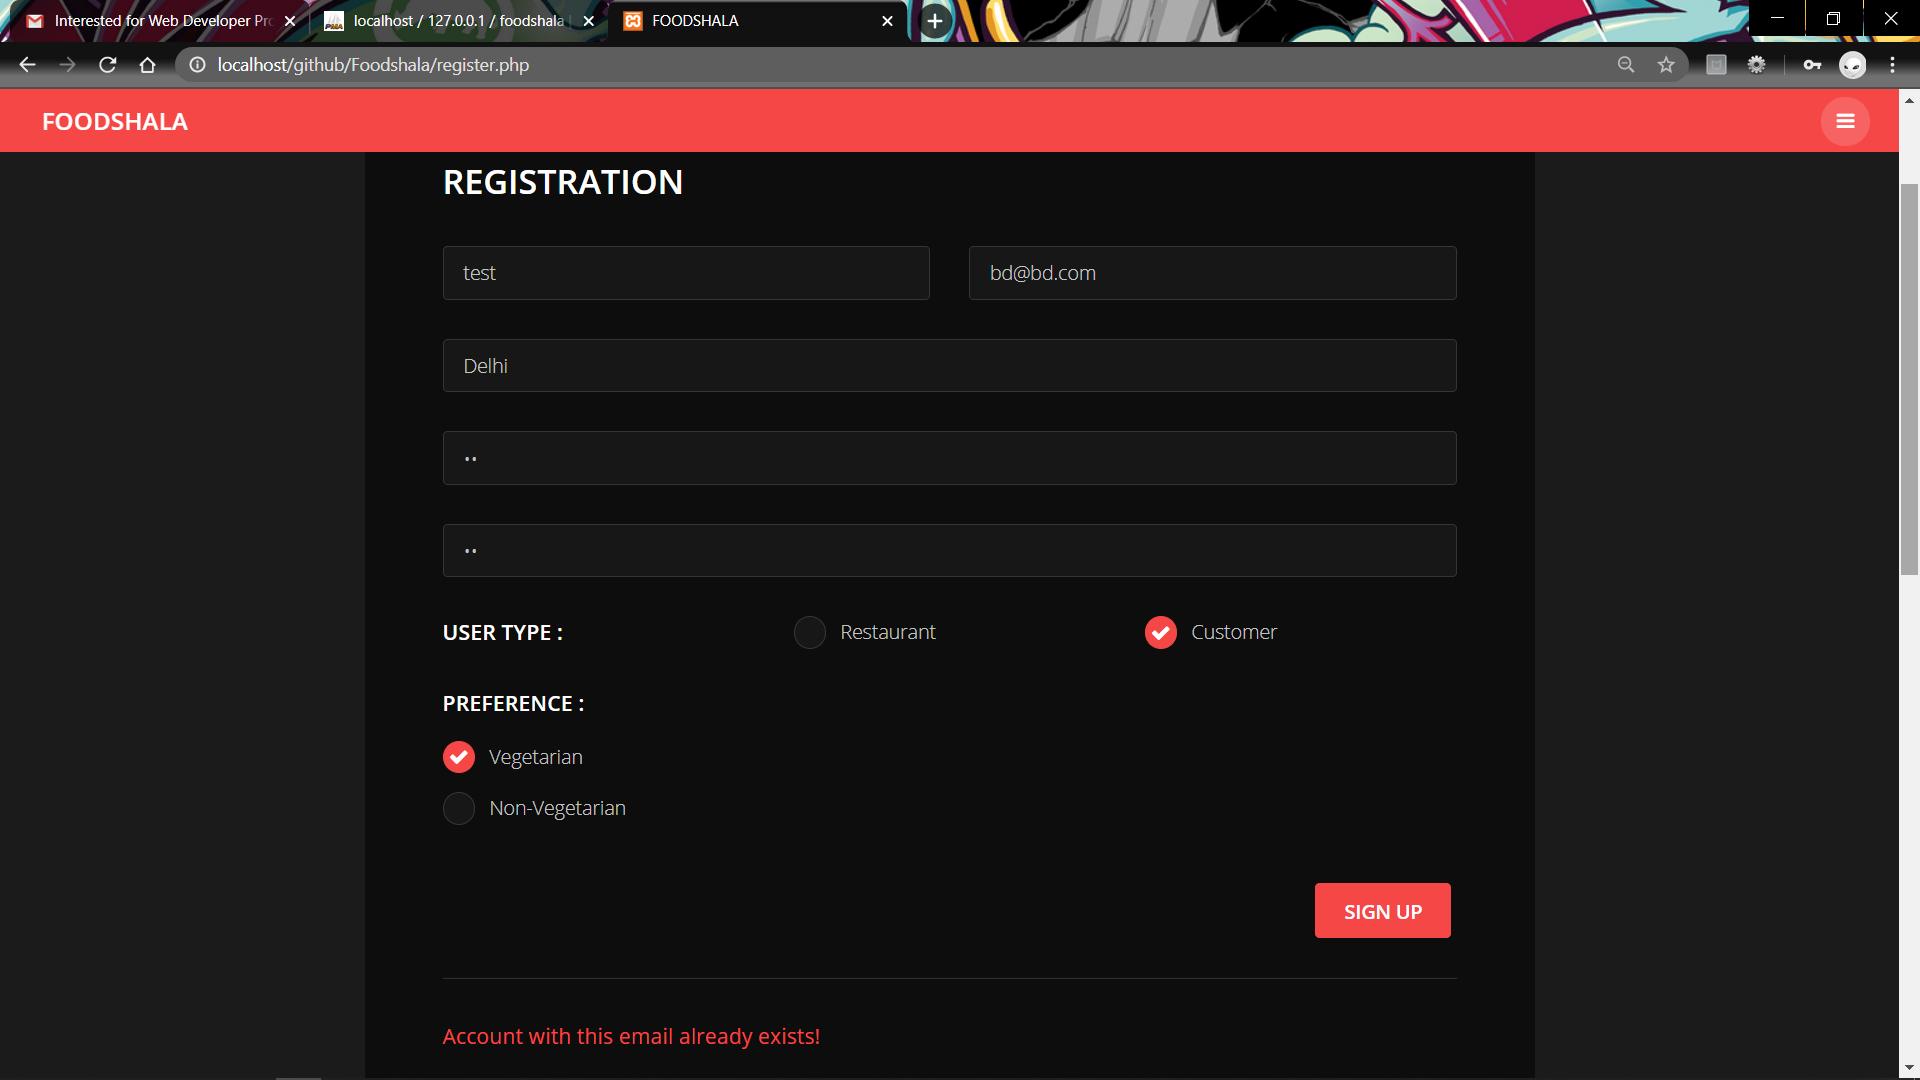 Interested for Web Developer Pr
localhost / 127.0.0.1 / foodshala
FOODSHALA
localhost/github/Foodshala/register.php
FOODSHALA
REGISTRATION
test
bd@bd.com
Delhi
••
••
USER TYPE :
Restaurant
Customer
PREFERENCE :
Vegetarian
Non-Vegetarian
SIGN UP
Account with this email already exists!